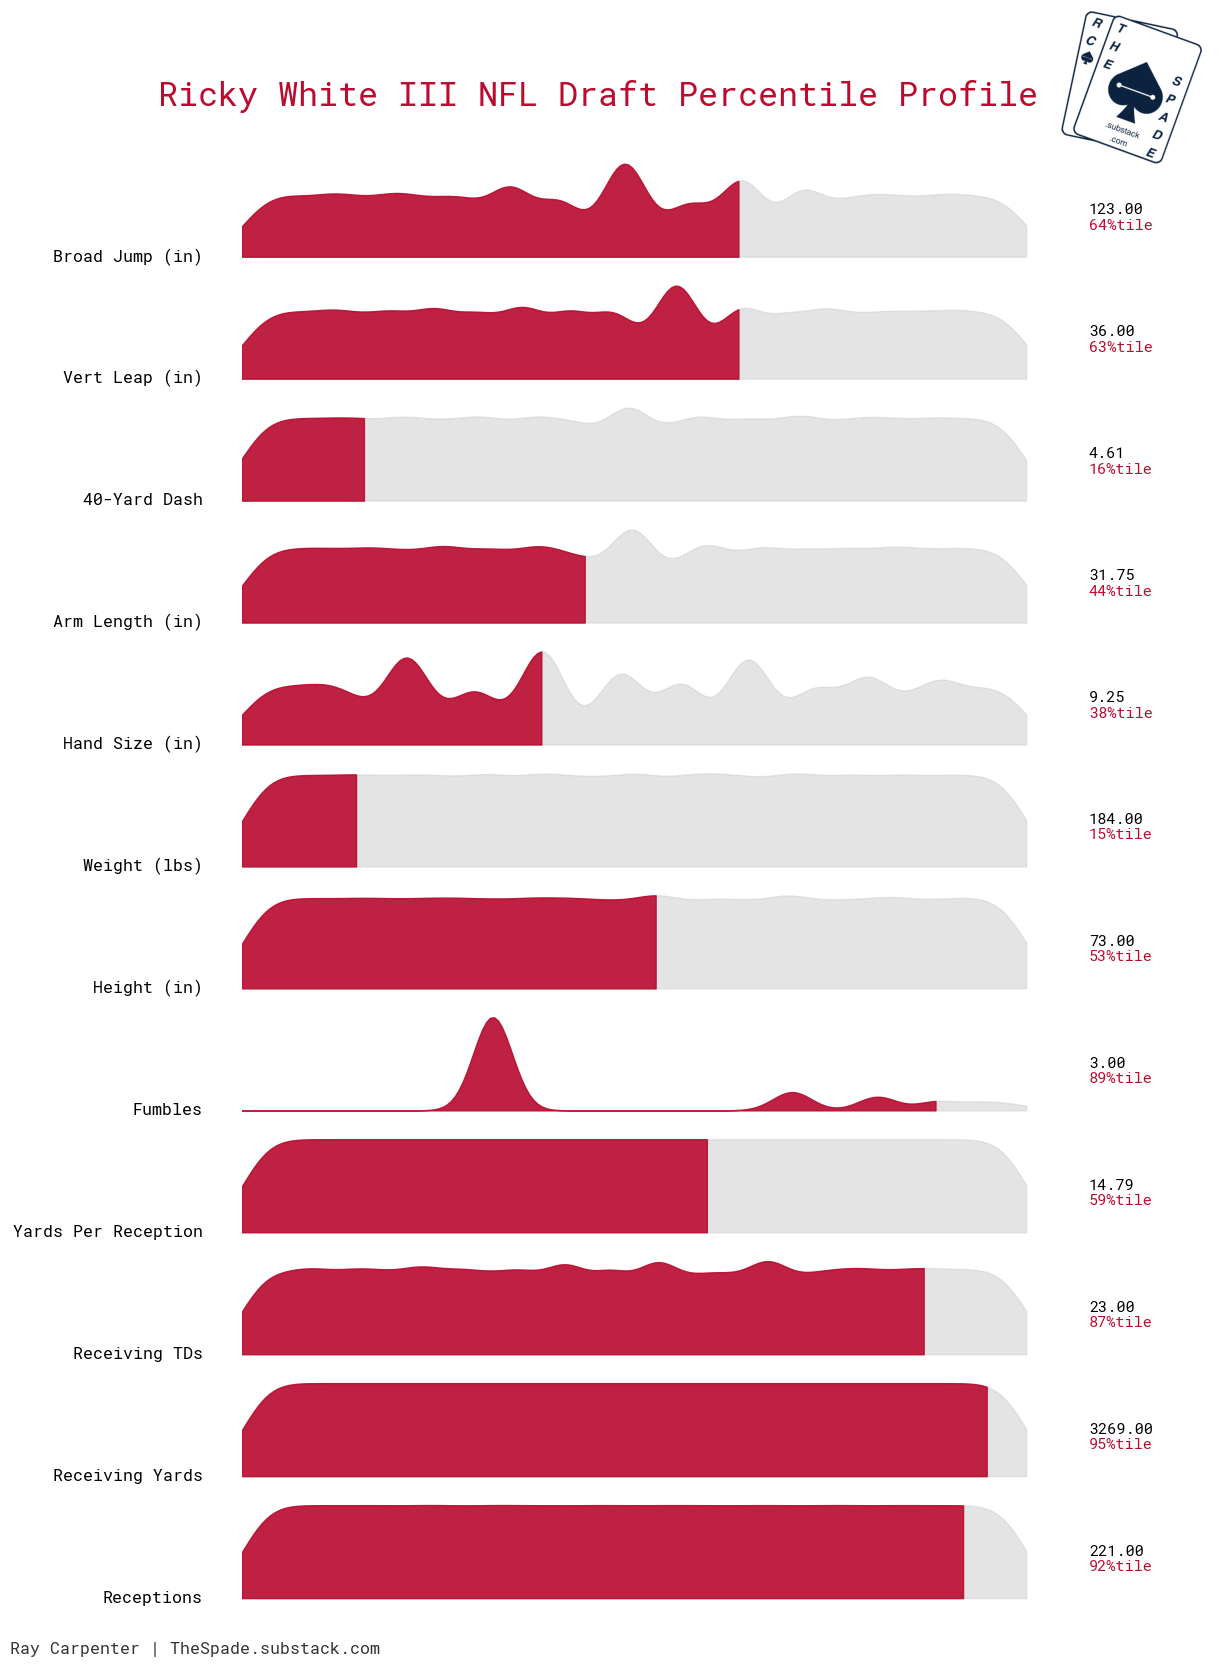 R
C
THE
SPADE
.substack
.com
Ricky White III NFL Draft Percentile Profile
Broad Jump (in)
123.00
64%tile
Vert Leap (in)
36.00
63%tile
40-Yard Dash
4.61
16%tile
Arm Length (in)
31.75
44%tile
Hand Size (in)
9.25
38%tile
Weight (lbs)
184.00
15%tile
Height (in)
73.00
53%tile
Fumbles
3.00
89%tile
Yards Per Reception
14.79
59%tile
Receiving TDs
23.00
87%tile
Receiving Yards
3269.00
95%tile
Receptions
221.00
92%tile
Ray Carpenter | TheSpade.substack.com